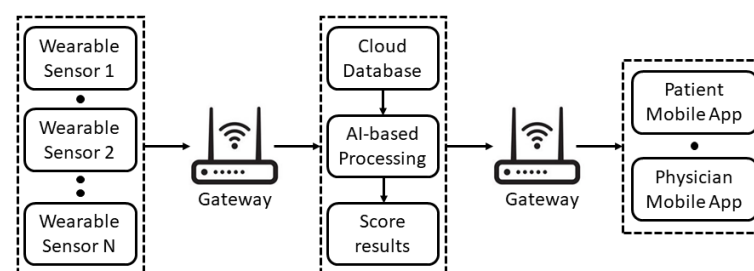 Wearable
Sensor 1
Wearable
Sensor 2
Wearable
Sensor N
Gateway
Cloud
Database
AI-based
Processing
Score
results
Gateway
Patient
Mobile App
Physician
Mobile App